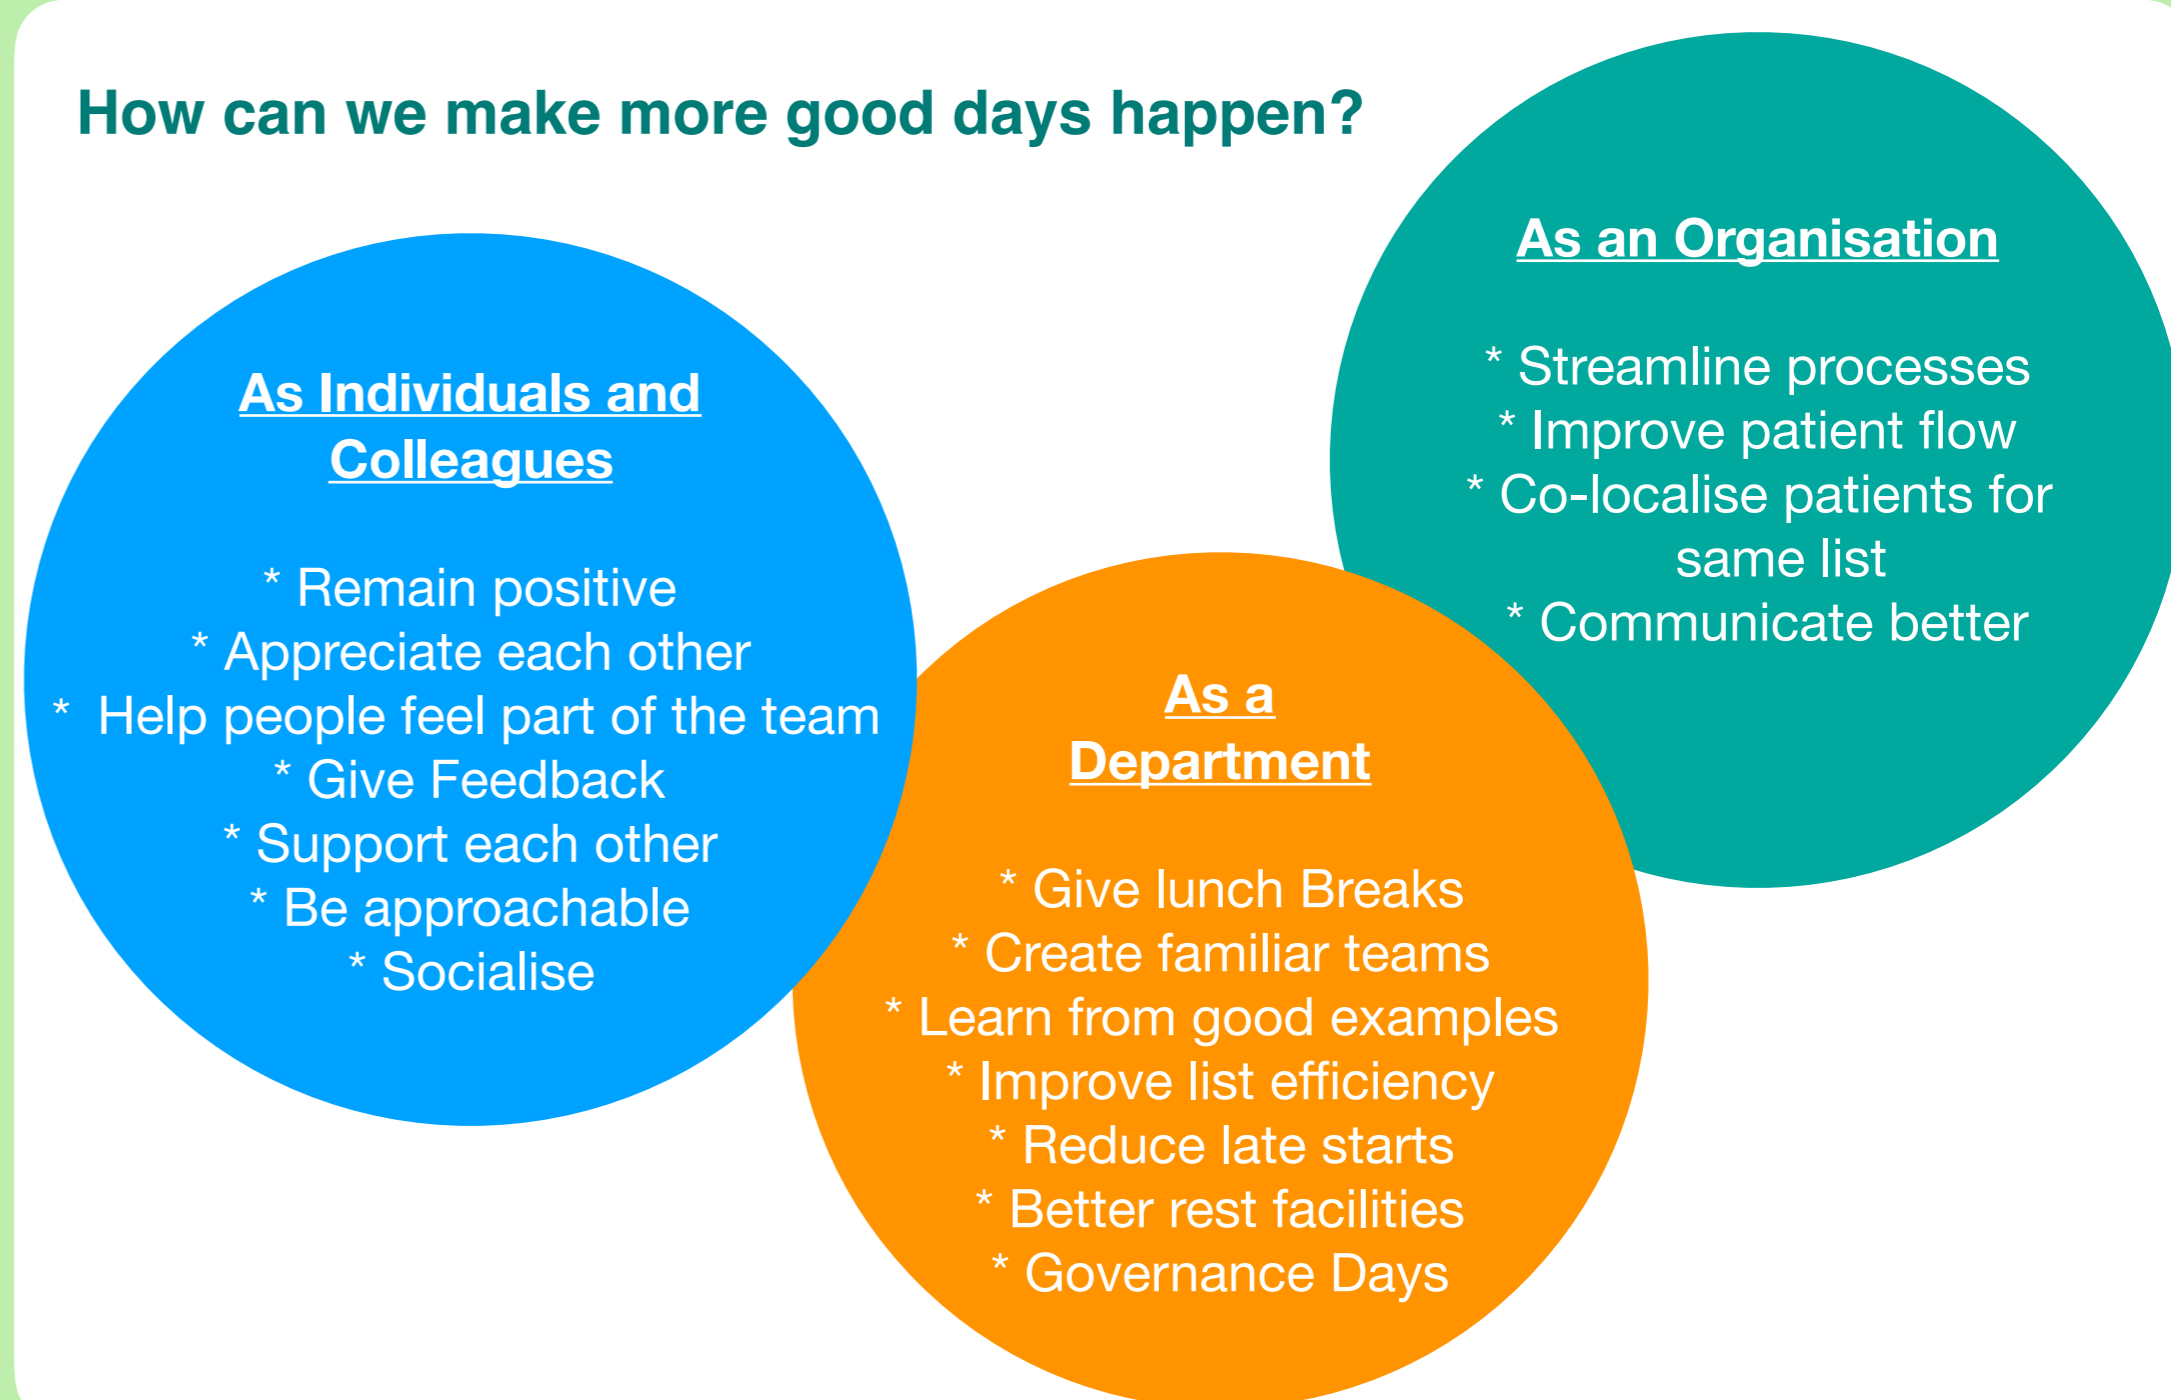 How can we make more good days happen?
As Individuals and
Colleagues
* Remain positive
* Appreciate each other
* Help people feel part of the team
* Give Feedback
* Support each other
* Be approachable
* Socialise
As a
Department
* Give lunch Breaks
* Create familiar teams
* Learn from good examples
* Improve list efficiency
* Reduce late starts
* Better rest facilities
* Governance Days
As an Organisation
* Streamline processes
* Improve patient flow
* Co-localise patients for
same list
* Communicate better